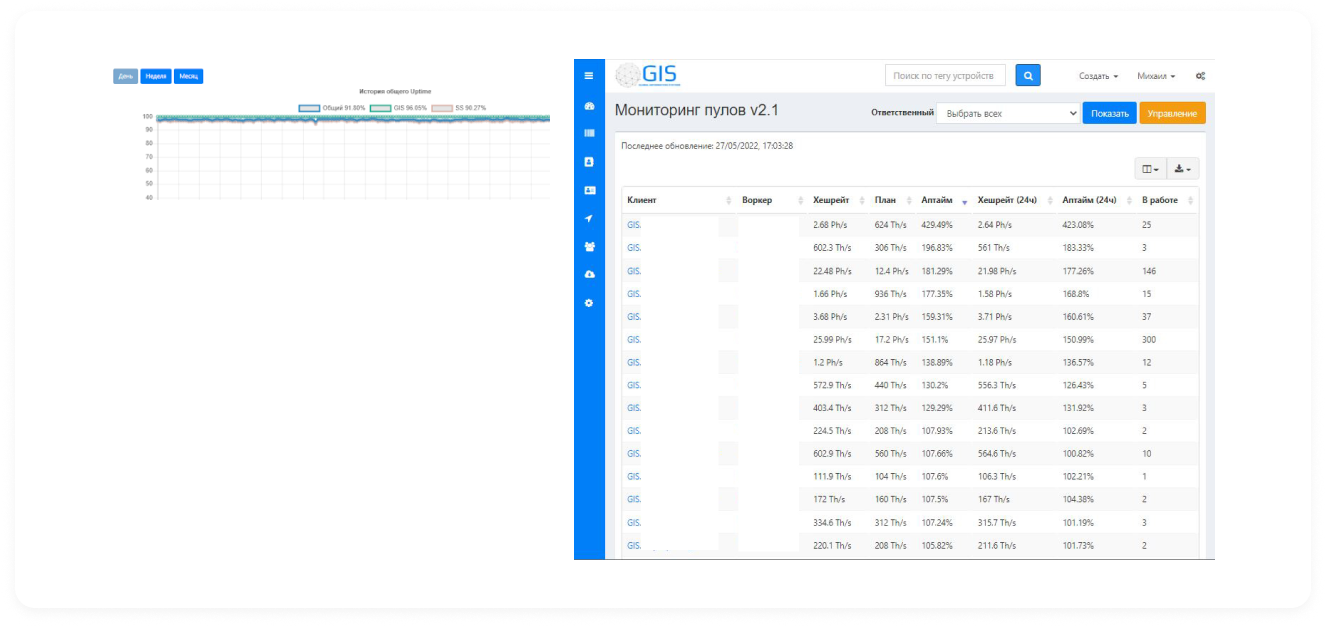 День Неделя Месяц
История общего Uptime
Общий 91.80% GIS 96.65% SS 90.27%
100
90
80
70
60
50
40
GIS
Поиск по тегу устройств
Создать
Михаил
Мониторинг пулов v2.1
Ответственный Выбрать всех Показать Управление
Последнее обновление: 27/05/2022, 17:03:28
Клиент Воркер Хешрейт План Аптайм Хешрейт (24ч) Аптайм (24ч) В работе
GIS. 2.68 Ph/s 624 Th/s 429.49% 2.64 Ph/s 423.08% 25
GIS. 602.3 Th/s 306 Th/s 196.83% 561 Th/s 183.33% 3
GIS. 22.48 Ph/s 12.4 Ph/s 181.29% 21.98 Ph/s 177.26% 146
GIS. 1.66 Ph/s 936 Th/s 177.35% 1.58 Ph/s 168.8% 15
GIS. 3.68 Ph/s 2.31 Ph/s 159.31% 3.71 Ph/s 160.61% 37
GIS. 25.99 Ph/s 17.2 Ph/s 151.1% 25.97 Ph/s 150.99% 300
GIS. 1.2 Ph/s 864 Th/s 138.89% 1.18 Ph/s 136.57% 12
GIS. 572.9 Th/s 440 Th/s 130.2% 556.3 Th/s 126.43% 5
GIS. 403.4 Th/s 312 Th/s 129.29% 411.6 Th/s 131.92% 3
GIS. 224.5 Th/s 208 Th/s 107.93% 213.6 Th/s 102.69% 2
GIS. 602.9 Th/s 560 Th/s 107.66% 564.6 Th/s 100.82% 10
GIS. 111.9 Th/s 104 Th/s 107.6% 106.3 Th/s 102.21% 1
GIS. 172 Th/s 160 Th/s 107.5% 167 Th/s 104.38% 2
GIS. 334.6 Th/s 312 Th/s 107.24% 315.7 Th/s 101.19% 3
GIS. 220.1 Th/s 208 Th/s 105.82% 211.6 Th/s 101.73% 2